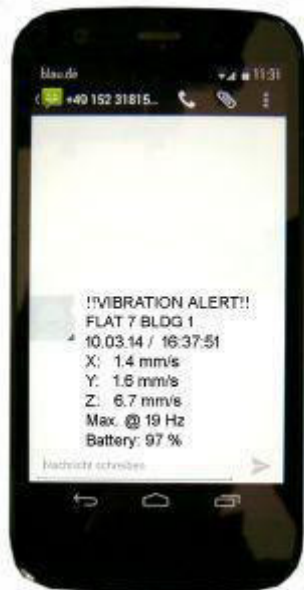 blau.de 11:31
+49 152 31815...
!!VIBRATION ALERT!!
FLAT 7 BLDG 1
10.03.14 / 16:37:51
X: 1.4 mm/s
Y: 1.6 mm/s
Z: 6.7 mm/s
Max. @ 19 Hz
Battery: 97 %
Nachricht schreiben